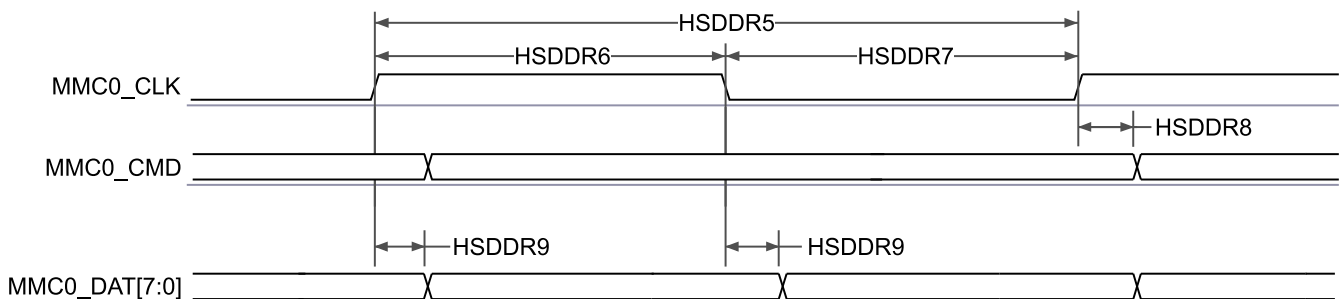 HSDDR5
HSDDR6
HSDDR7
MMC0_CLK
HSDDR8
MMC0_CMD
HSDDR9
HSDDR9
MMC0_DAT[7:0]